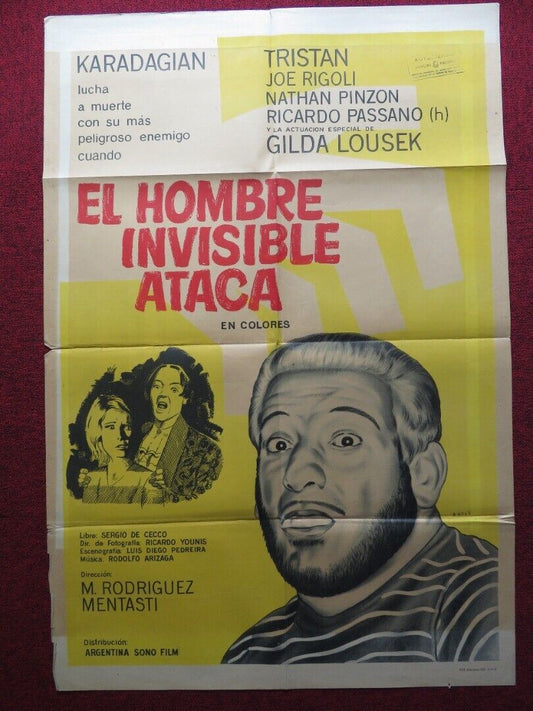 KARADAGIAN
lucha
a muerte
con su más
peligroso enemigo
cuando
TRISTAN
JOE RIGOLI
NATHAN PINZON
RICARDO PASSANO (h)
Y LA ACTUACION ESPECIAL DE
GILDA LOUSEK
EL HOMBRE
INVISIBLE
ATACA
EN COLORES
Libro: SERGIO DE CECCO
Dir. de Fotografía: RICARDO YOUNIS
Escenografía: LUIS DIEGO PEDREIRA
Música: RODOLFO ARIZAGA
Dirección:
M. RODRIGUEZ
MENTASTI
Distribución:
ARGENTINA SONO FILM